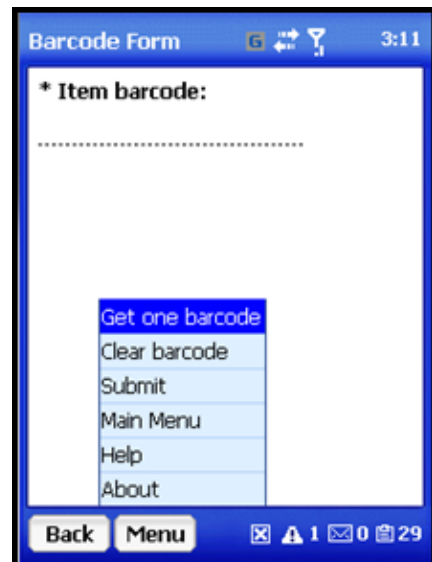 Barcode Form G 3:11
* Item barcode:
Get one barcode
Clear barcode
Submit
Main Menu
Help
About
Back Menu 1 0 29